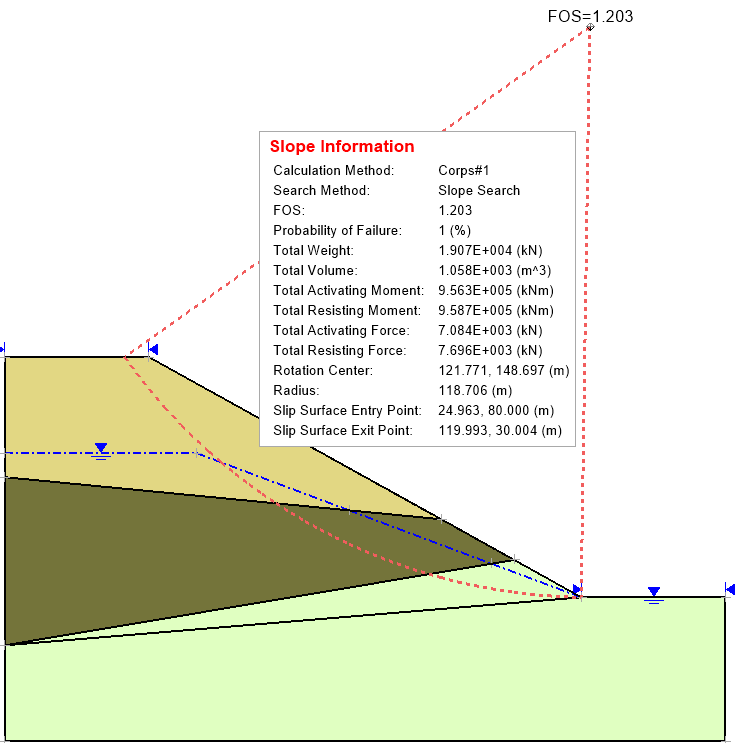 FOS=1.203
Slope Information
Calculation Method: Corps#1
Search Method: Slope Search
FOS: 1.203
Probability of Failure: 1 (%)
Total Weight: 1.907E+004 (kN)
Total Volume: 1.058E+003 (m^3)
Total Activating Moment: 9.563E+005 (kNm)
Total Resisting Moment: 9.587E+005 (kNm)
Total Activating Force: 7.084E+003 (kN)
Total Resisting Force: 7.696E+003 (kN)
Rotation Center: 121.771, 148.697 (m)
Radius: 118.706 (m)
Slip Surface Entry Point: 24.963, 80.000 (m)
Slip Surface Exit Point: 119.993, 30.004 (m)